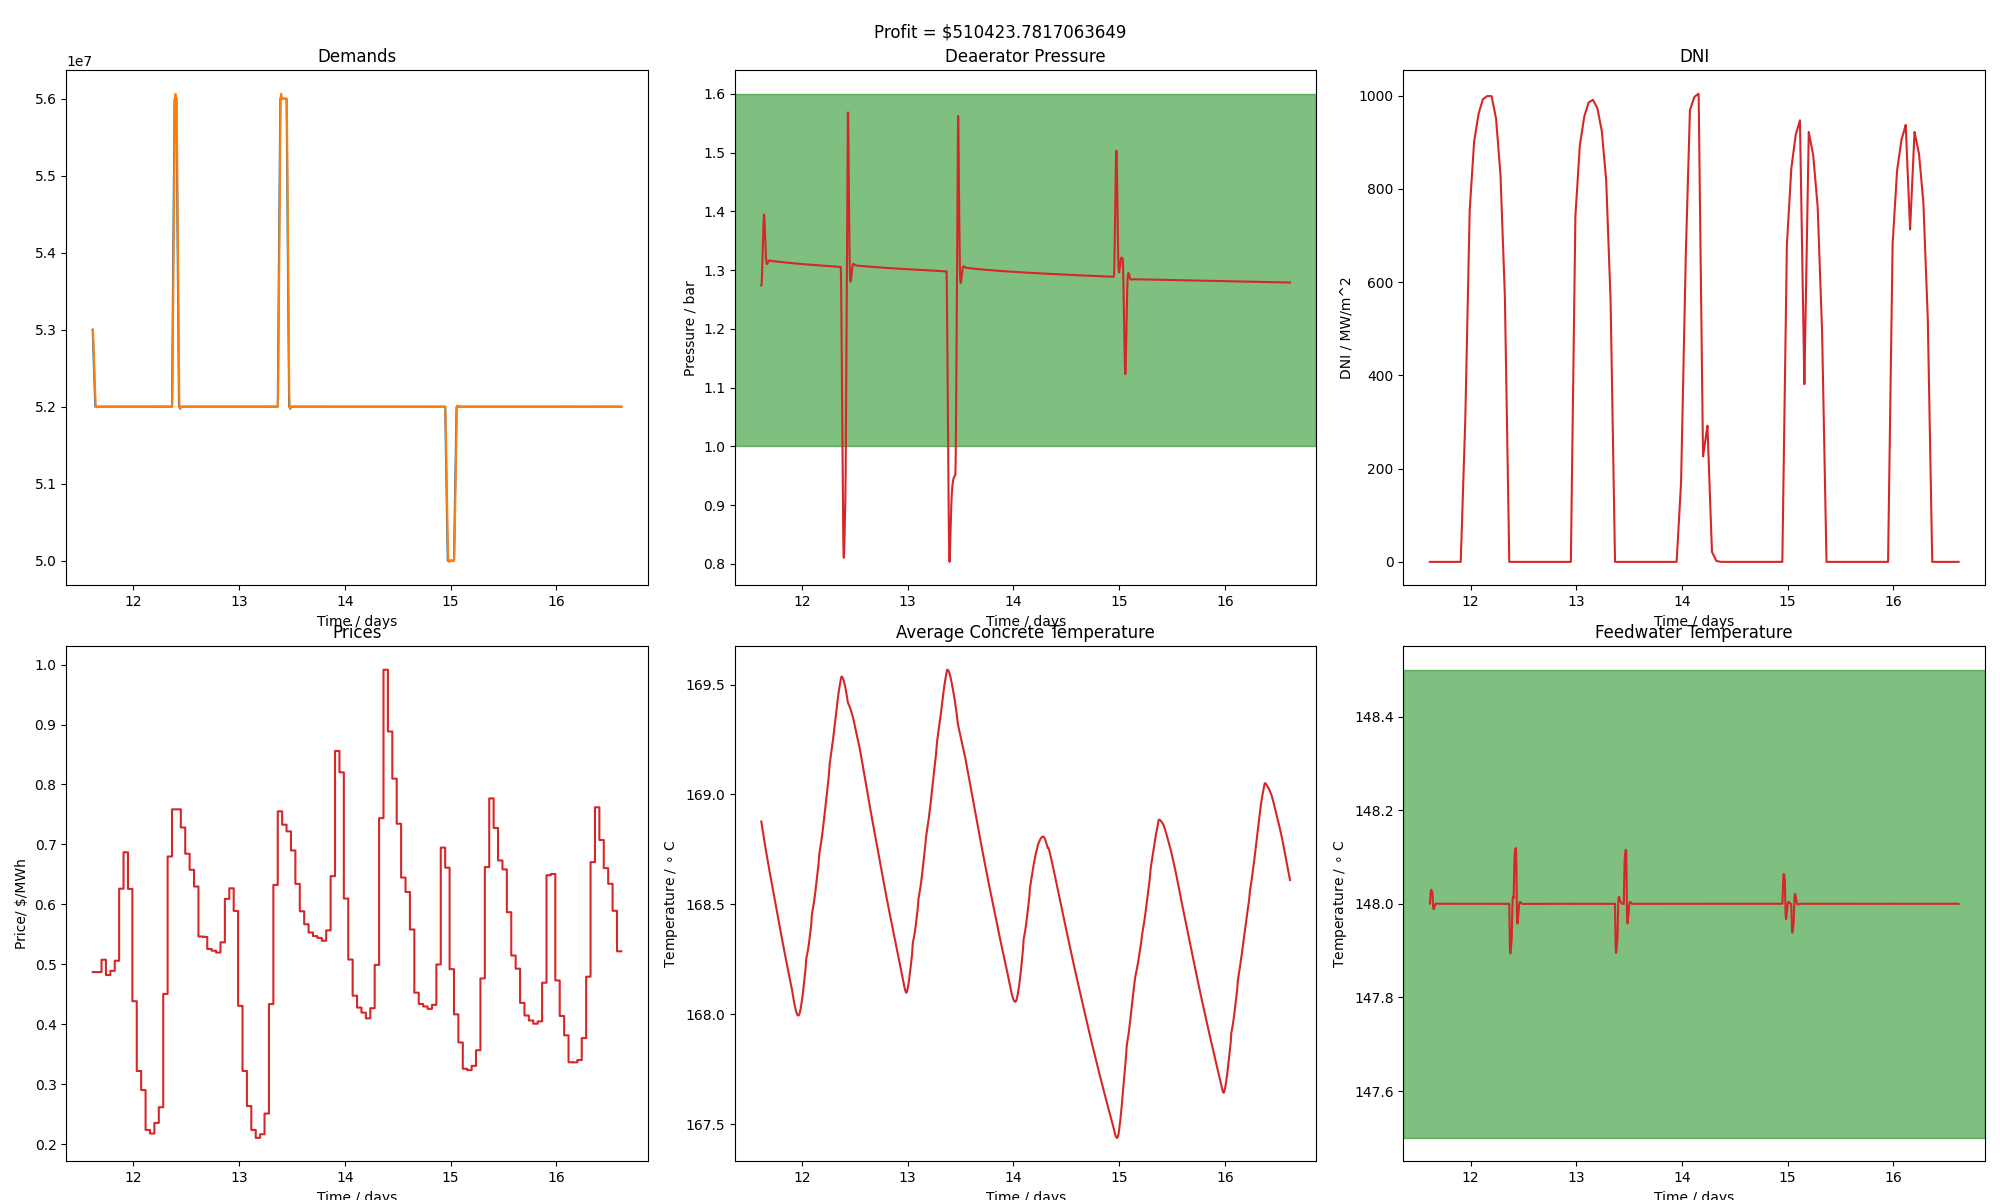 Profit = $510423.7817063649
Demands
1e7
5.6
5.5
5.4
5.3
5.2
5.1
5.0
12 13 14 15 16
Time / days
Deaerator Pressure
Pressure / bar
1.6
1.5
1.4
1.3
1.2
1.1
1.0
0.9
0.8
12 13 14 15 16
Time / days
DNI
DNI / MW/m^2
1000
800
600
400
200
0
12 13 14 15 16
Time / days
Prices
Price/ $/MWh
1.0
0.9
0.8
0.7
0.6
0.5
0.4
0.3
0.2
12 13 14 15 16
Time / days
Average Concrete Temperature
Temperature / ∘ C
169.5
169.0
168.5
168.0
167.5
12 13 14 15 16
Time / days
Feedwater Temperature
Temperature / ∘ C
148.4
148.2
148.0
147.8
147.6
12 13 14 15 16
Time / days